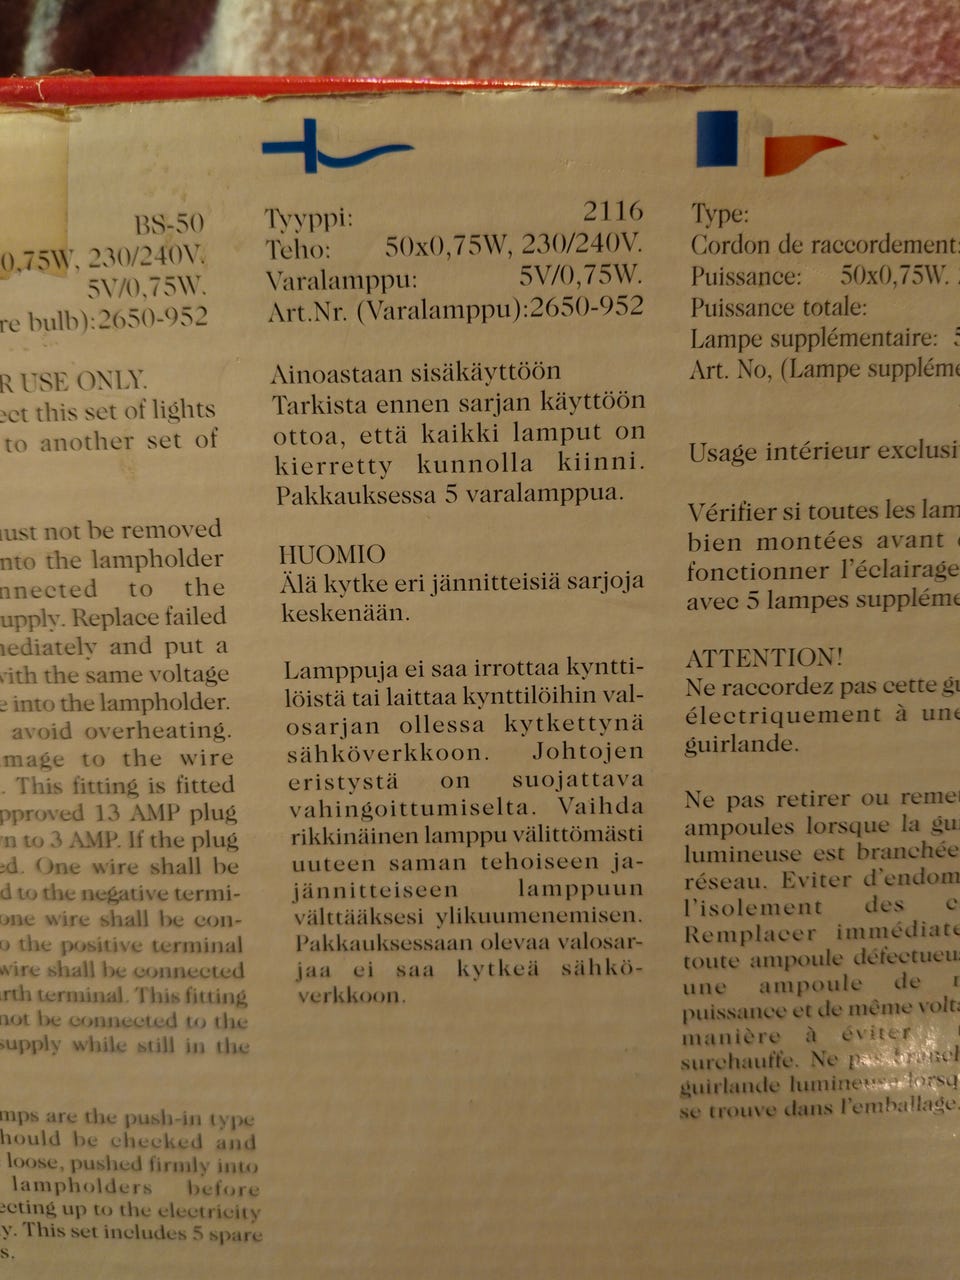 BS-50
0,75W, 230/240V.
5V/0,75W.
re bulb):2650-952
R USE ONLY.
ect this set of lights
to another set of
ust not be removed
nto the lampholder
nnected to the
upply. Replace failed
mediately and put a
with the same voltage
e into the lampholder.
avoid overheating.
mage to the wire
. This fitting is fitted
pproved 13 AMP plug
n to 3 AMP. If the plug
ed. One wire shall be
d to the negative termi-
one wire shall be con-
o the positive terminal
wire shall be connected
rth terminal. This fitting
not be connected to the
supply while still in the
mps are the push-in type
hould be checked and
loose, pushed firmly into
lampholders before
ecting up to the electricity
y. This set includes 5 spare
s.
Tyyppi: 2116
Teho: 50x0,75W, 230/240V.
Varalamppu: 5V/0,75W.
Art.Nr. (Varalamppu):2650-952
Ainoastaan sisäkäyttöön
Tarkista ennen sarjan käyttöön
ottoa, että kaikki lamput on
kierretty kunnolla kiinni.
Pakkauksessa 5 varalamppua.
HUOMIO
Älä kytke eri jännitteisiä sarjoja
keskenään.
Lamppuja ei saa irrottaa kyntti-
löistä tai laittaa kynttilöihin val-
osarjan ollessa kytkettynä
sähköverkkoon. Johtojen
eristystä on suojattava
vahingoittumiselta. Vaihda
rikkinäinen lamppu välittömästi
uuteen saman tehoiseen ja-
jännitteiseen lamppuun
välttääksesi ylikuumenemisen.
Pakkauksessaan olevaa valosar-
jaa ei saa kytkeä sähkö-
verkkoon.
Type:
Cordon de raccordement:
Puissance: 50x0,75W.
Puissance totale:
Lampe supplémentaire: 5
Art. No, (Lampe suppléme
Usage intérieur exclusi
Vérifier si toutes les lam
bien montées avant
fonctionner l'éclairage
avec 5 lampes suppléme
ATTENTION!
Ne raccordez pas cette gu
électriquement à une
guirlande.
Ne pas retirer ou remet
ampoules lorsque la gui
lumineuse est branchée
réseau. Eviter d'endom
l'isolement des c
Remplacer immédiate
toute ampoule défectueu
une ampoule de
puissance et de même volta
manière à éviter
surchauffe. Ne pas branch
guirlande lumineuse lorsq
se trouve dans l'emballage.